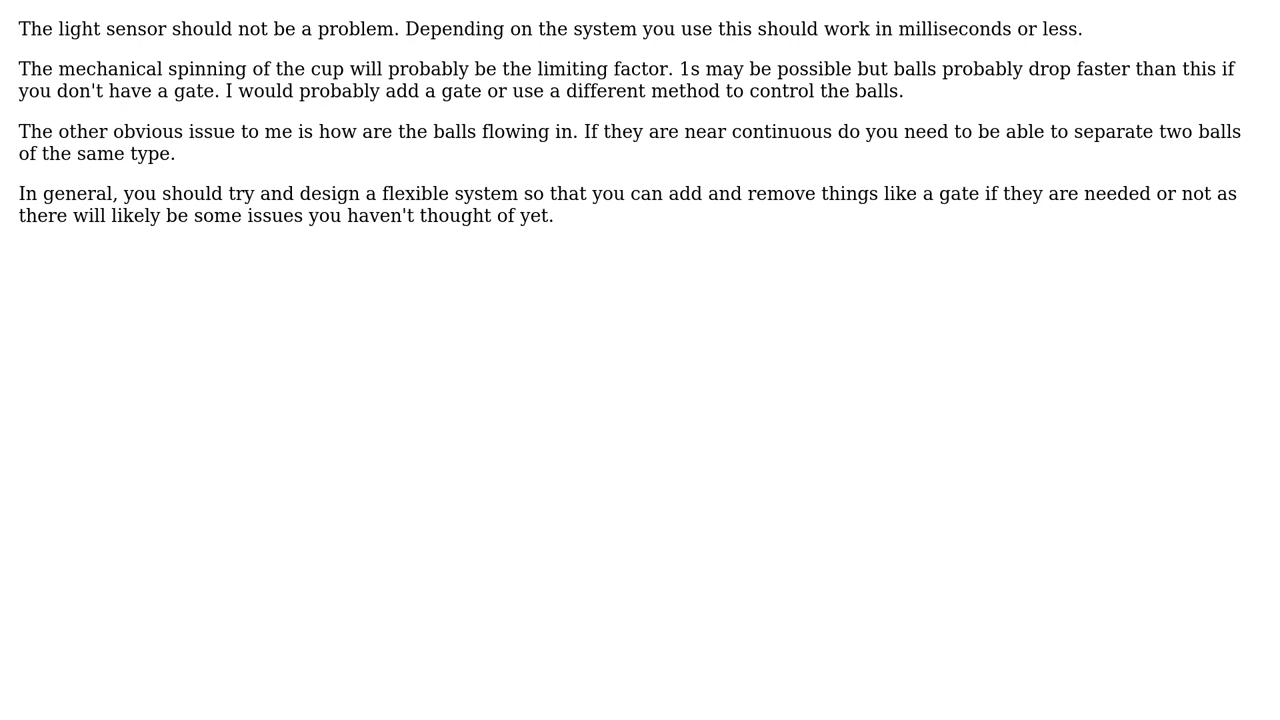 The light sensor should not be a problem. Depending on the system you use this should work in milliseconds or less.
The mechanical spinning of the cup will probably be the limiting factor. 1s may be possible but balls probably drop faster than this if
you don't have a gate. I would probably add a gate or use a different method to control the balls.
The other obvious issue to me is how are the balls flowing in. If they are near continuous do you need to be able to separate two balls
of the same type.
In general, you should try and design a flexible system so that you can add and remove things like a gate if they are needed or not as
there will likely be some issues you haven't thought of yet.